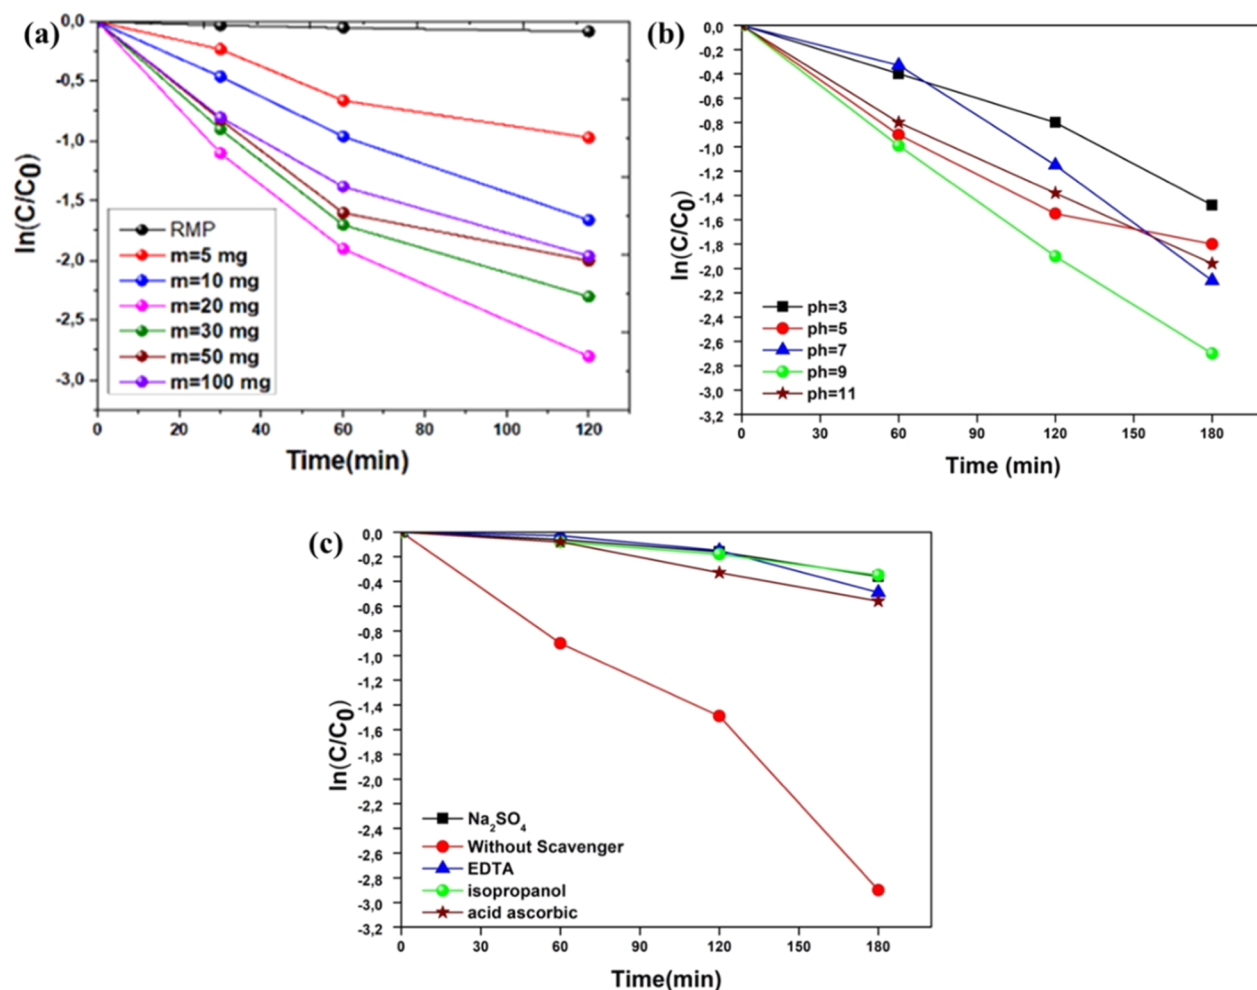 (a)
0,0
-0,5
-1,0
-1,5
-2,0
-2,5
-3,0
ln(C/C0)
RMP
m=5 mg
m=10 mg
m=20 mg
m=30 mg
m=50 mg
m=100 mg
0 20 40 60 80 100 120
Time(min)
(b)
0,0
-0,2
-0,4
-0,6
-0,8
-1,0
-1,2
-1,4
-1,6
-1,8
-2,0
-2,2
-2,4
-2,6
-2,8
-3,0
-3,2
ln(C/C0)
ph=3
ph=5
ph=7
ph=9
ph=11
0 30 60 90 120 150 180
Time (min)
(c)
0,0
-0,2
-0,4
-0,6
-0,8
-1,0
-1,2
-1,4
-1,6
-1,8
-2,0
-2,2
-2,4
-2,6
-2,8
-3,0
-3,2
ln(C/C0)
Na2SO4
Without Scavenger
EDTA
isopropanol
acid ascorbic
0 30 60 90 120 150 180
Time(min)